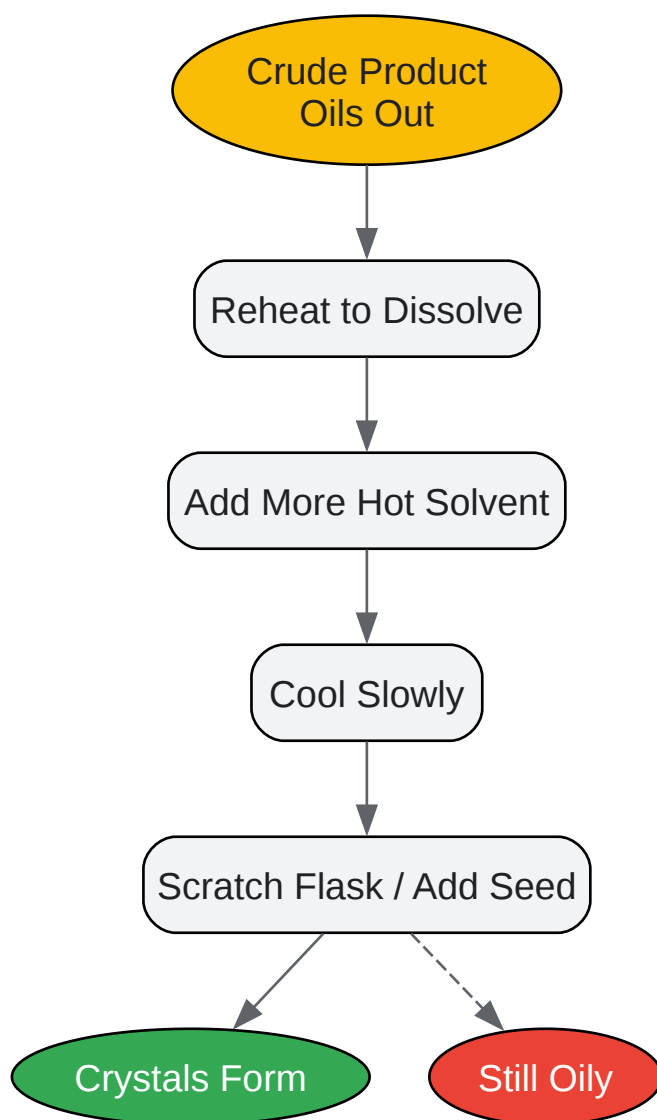 Crude Product
Oils Out
Reheat to Dissolve
Add More Hot Solvent
Cool Slowly
Scratch Flask / Add Seed
Crystals Form
Still Oily